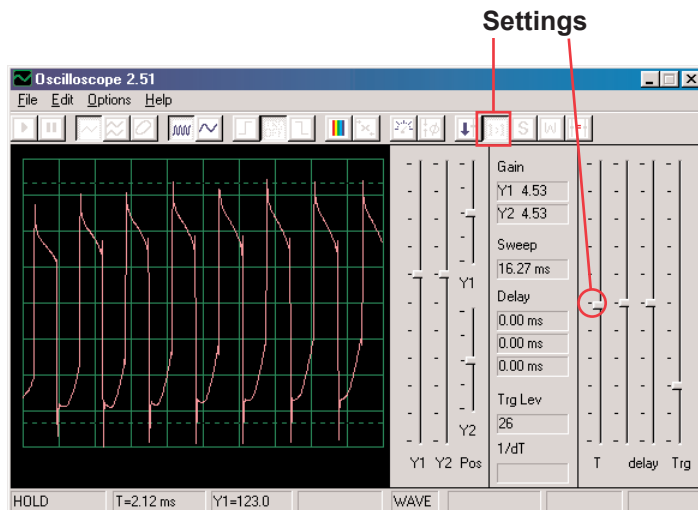 Settings
Oscilloscope 2.51
File Edit Options Help
Gain
Y1 4.53
Y2 4.53
Sweep
16.27 ms
Y1
Delay
0.00 ms
0.00 ms
0.00 ms
Trg Lev
26
Y2
1/dT
Y1 Y2 Pos T delay Trg
HOLD T=2.12 ms Y1=123.0 WAVE